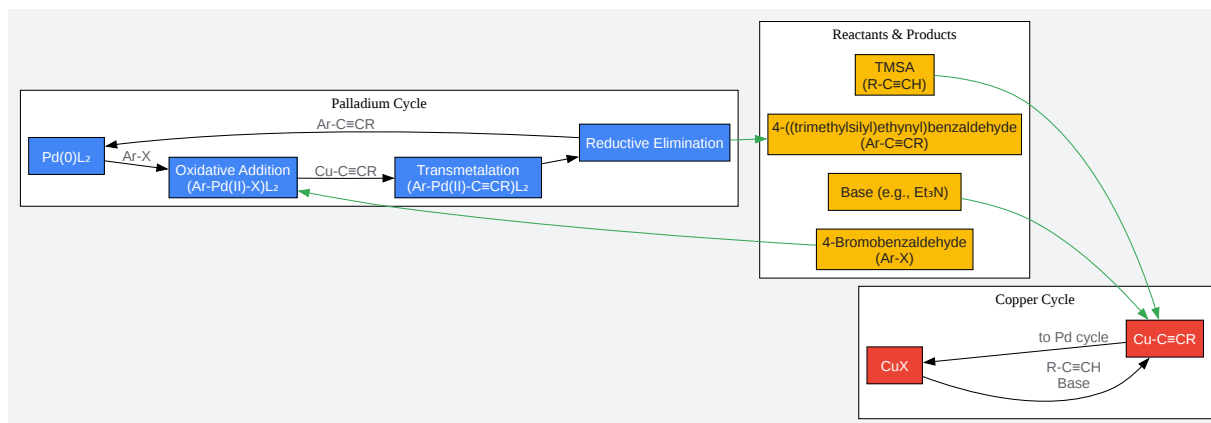 Palladium Cycle
Ar-C≡CR
Pd(0)L₂
Ar-X
Oxidative Addition
(Ar-Pd(II)-X)L₂
Cu-C≡CR
Transmetalation
(Ar-Pd(II)-C≡CR)L₂
Reductive Elimination
Reactants & Products
TMSA
(R-C≡CH)
4-((trimethylsilyl)ethynyl)benzaldehyde
(Ar-C≡CR)
Base (e.g., Et₃N)
4-Bromobenzaldehyde
(Ar-X)
Copper Cycle
to Pd cycle
Cu-C≡CR
CuX
R-C≡CH
Base